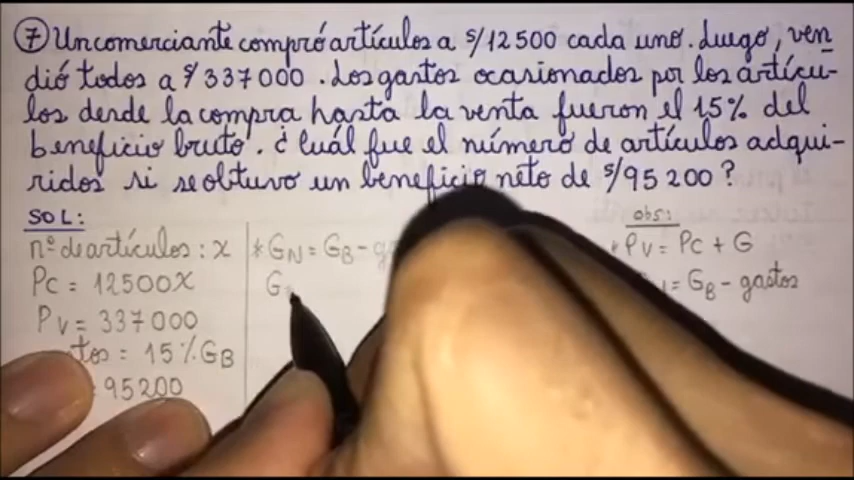 7 Un comerciante compró artículos a s/12500 cada uno. Luego, ven
dió todos a s/337000. Los gastos ocasionados por los artícu-
los desde la compra hasta la venta fueron el 15% del
beneficio bruto. ¿Cuál fue el número de artículos adqui-
ridos si se obtuvo un beneficio neto de s/95200?
SOL:
nº de artículos: x
Pc = 12500x
Pv = 337000
tos = 15% GB
= 95200
* GN = GB - ga
G
obs:
* Pv = Pc + G
= GB - gastos